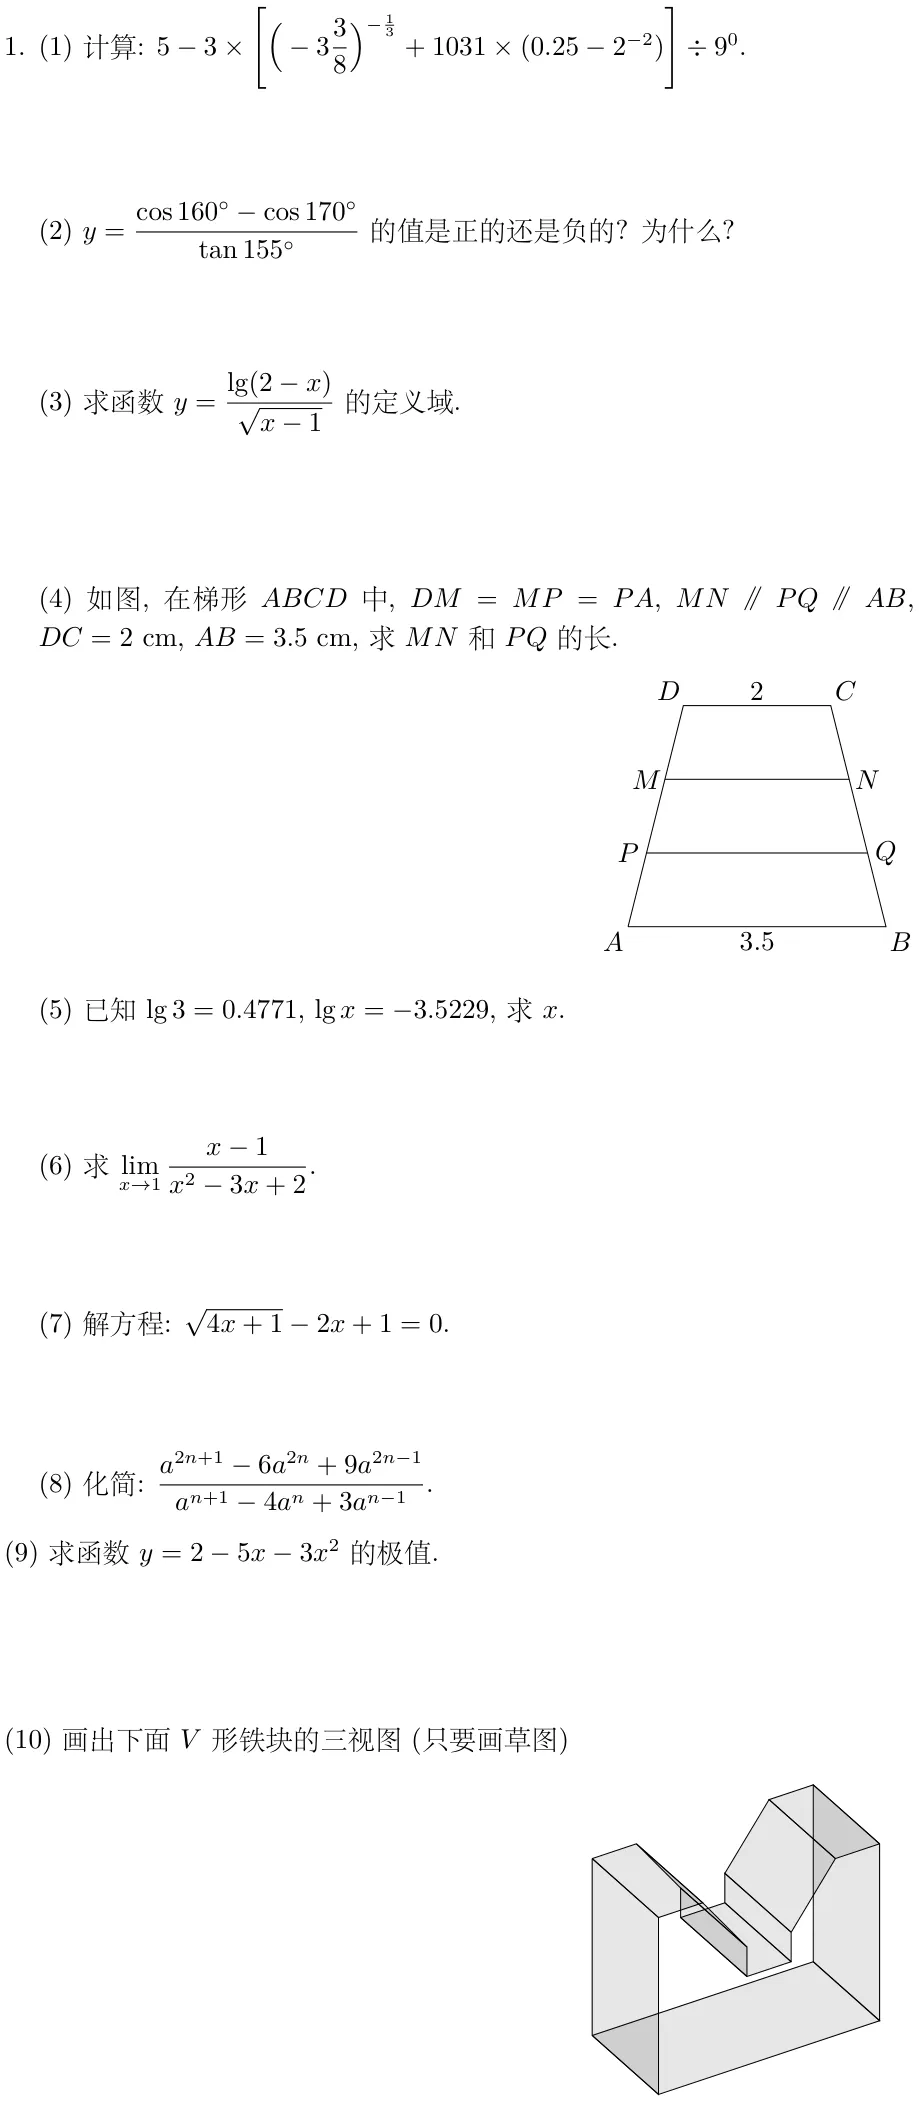 1. (1) 计算: 5 − 3 × [(−3 3/8)^{−1/3} + 1031 × (0.25 − 2^{−2})] ÷ 9^0.
(2) y = (cos 160° − cos 170°)/(tan 155°) 的值是正的还是负的? 为什么?
(3) 求函数 y = lg(2 − x)/√(x − 1) 的定义域.
(4) 如图, 在梯形 ABCD 中, DM = MP = PA, MN ∥ PQ ∥ AB,
DC = 2 cm, AB = 3.5 cm, 求 MN 和 PQ 的长.
D 2 C
M N
P Q
A 3.5 B
(5) 已知 lg 3 = 0.4771, lg x = −3.5229, 求 x.
(6) 求 lim_{x→1} (x − 1)/(x^2 − 3x + 2).
(7) 解方程: √(4x + 1) − 2x + 1 = 0.
(8) 化简: (a^{2n+1} − 6a^{2n} + 9a^{2n−1})/(a^{n+1} − 4a^n + 3a^{n−1}).
(9) 求函数 y = 2 − 5x − 3x^2 的极值.
(10) 画出下面 V 形铁块的三视图 (只要画草图)